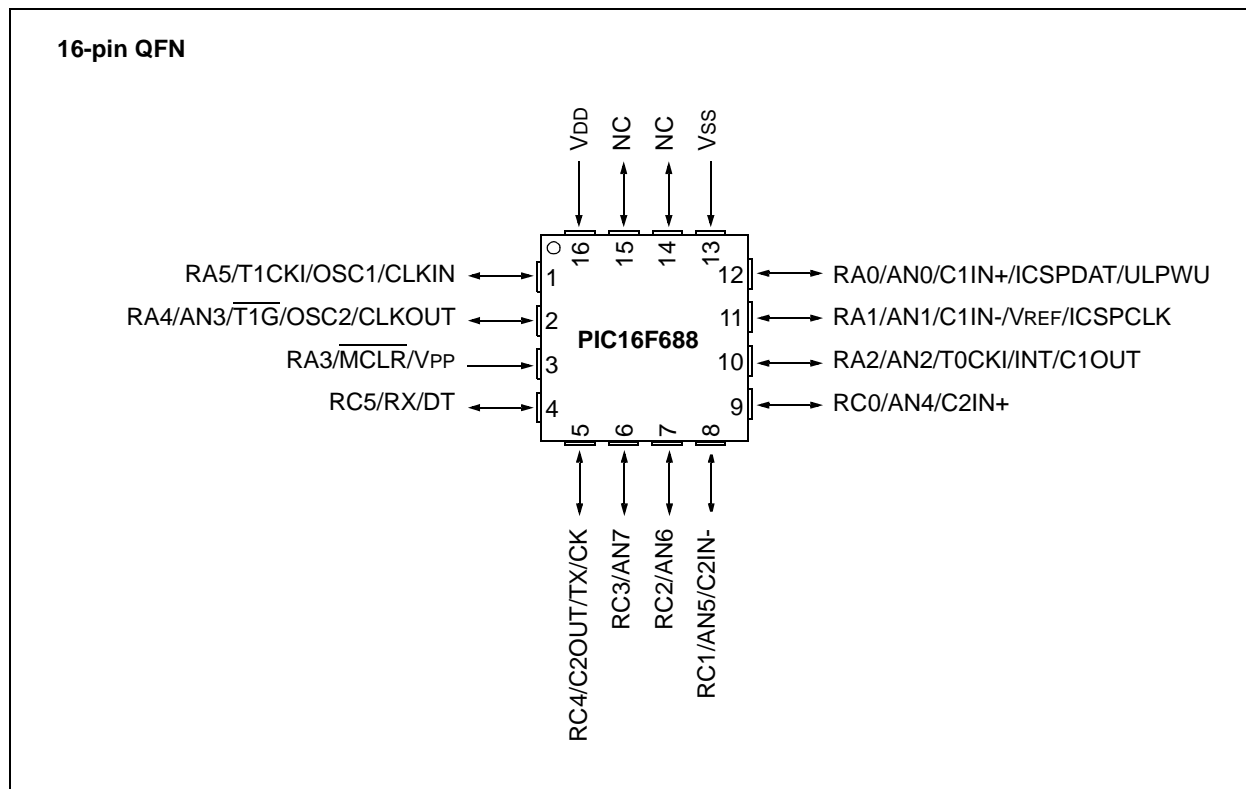 16-pin QFN
VDD
NC
NC
VSS
16
15
14
13
RA5/T1CKI/OSC1/CLKIN
1
12
RA0/AN0/C1IN+/ICSPDAT/ULPWU
RA4/AN3/T1G/OSC2/CLKOUT
2
11
RA1/AN1/C1IN-/VREF/ICSPCLK
PIC16F688
RA3/MCLR/VPP
3
10
RA2/AN2/T0CKI/INT/C1OUT
RC5/RX/DT
4
9
RC0/AN4/C2IN+
5
6
7
8
RC4/C2OUT/TX/CK
RC3/AN7
RC2/AN6
RC1/AN5/C2IN-